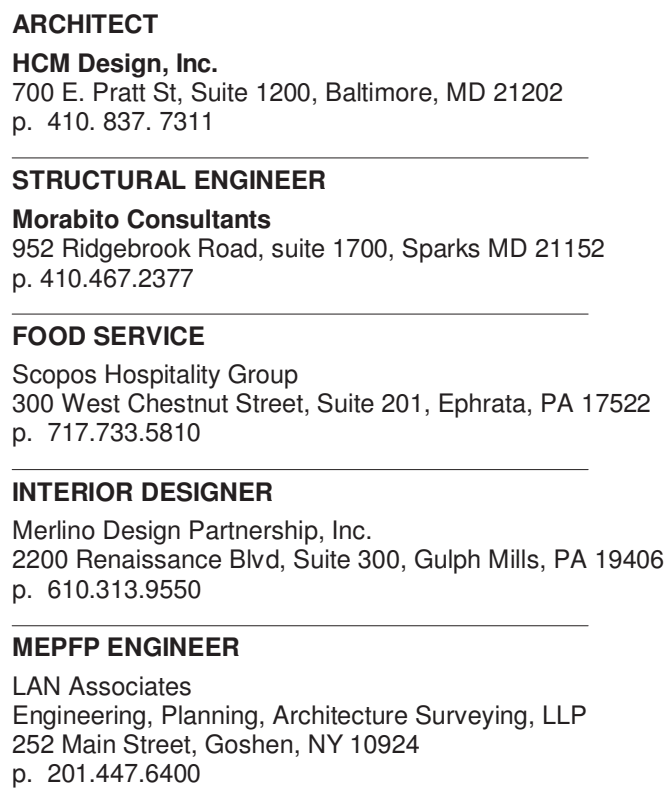 ARCHITECT
HCM Design, Inc.
700 E. Pratt St, Suite 1200, Baltimore, MD 21202
p.  410. 837. 7311
STRUCTURAL ENGINEER
Morabito Consultants
952 Ridgebrook Road, suite 1700, Sparks MD 21152
p. 410.467.2377
FOOD SERVICE
Scopos Hospitality Group
300 West Chestnut Street, Suite 201, Ephrata, PA 17522
p.  717.733.5810
INTERIOR DESIGNER
Merlino Design Partnership, Inc.
2200 Renaissance Blvd, Suite 300, Gulph Mills, PA 19406
p.  610.313.9550
MEPFP ENGINEER
LAN Associates
Engineering, Planning, Architecture Surveying, LLP
252 Main Street, Goshen, NY 10924
p.  201.447.6400